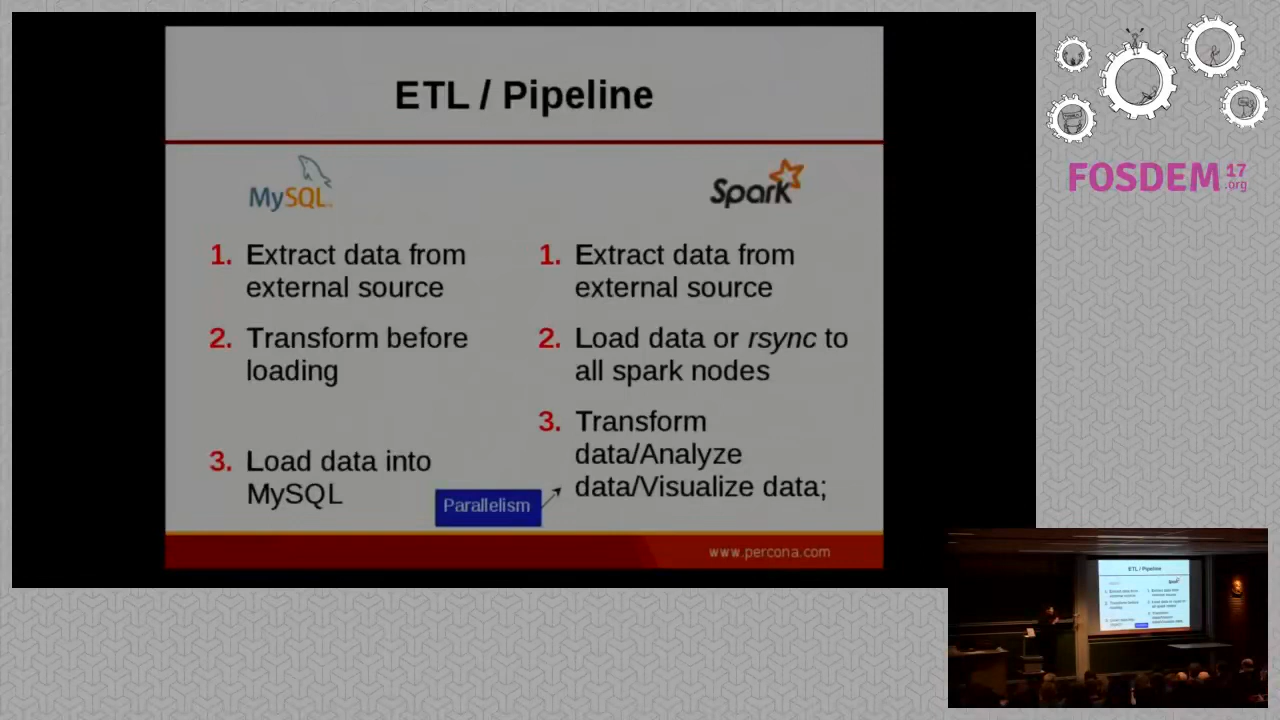 ETL / Pipeline
MySQL
1. Extract data from
external source
2. Transform before
loading
3. Load data into
MySQL
Spark
1. Extract data from
external source
2. Load data or rsync to
all spark nodes
3. Transform
data/Analyze
data/Visualize data;
Parallelism
www.percona.com
FOSDEM 17
.org
ETL / Pipeline